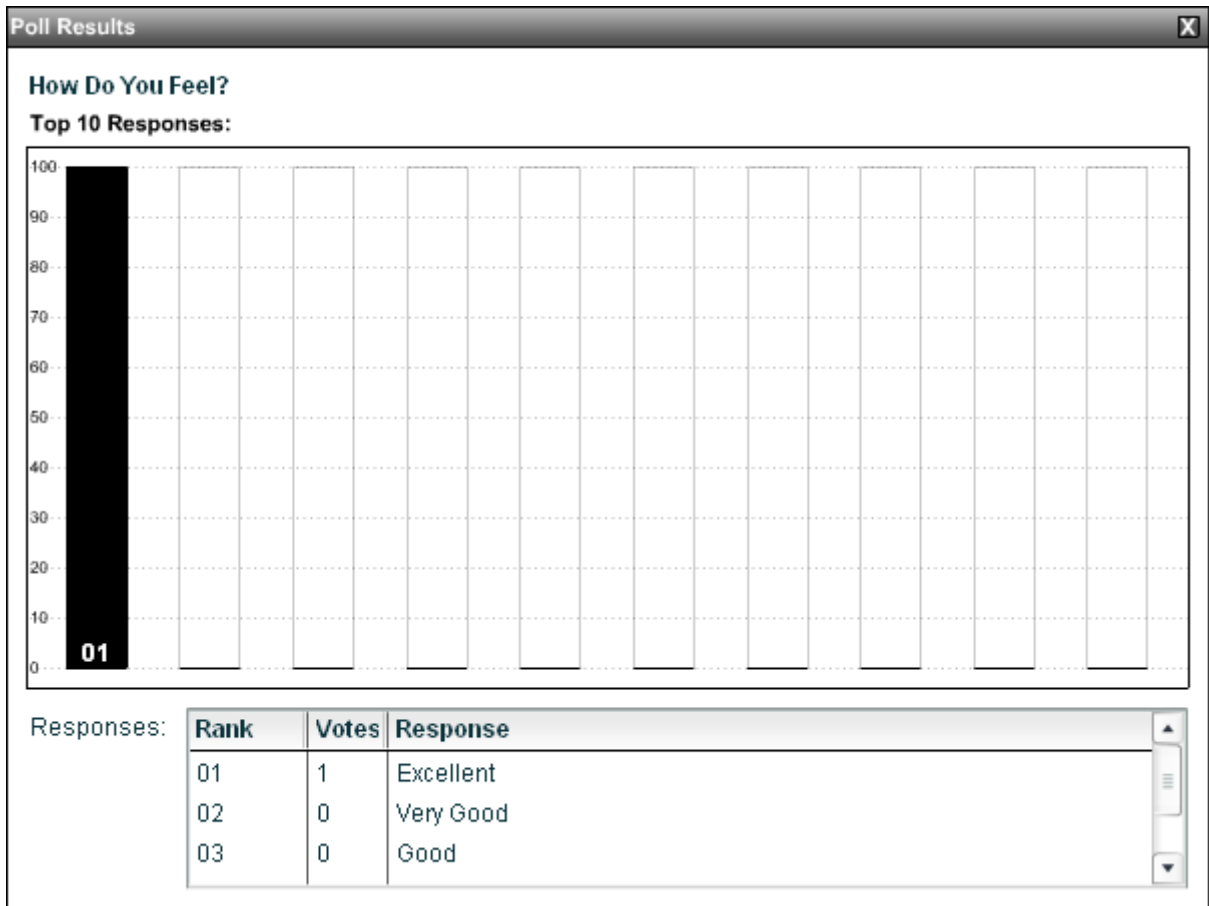 Poll Results X
How Do You Feel?
Top 10 Responses:
100
90
80
70
60
50
40
30
20
10
0
01
Responses: Rank Votes Response
01 1 Excellent
02 0 Very Good
03 0 Good